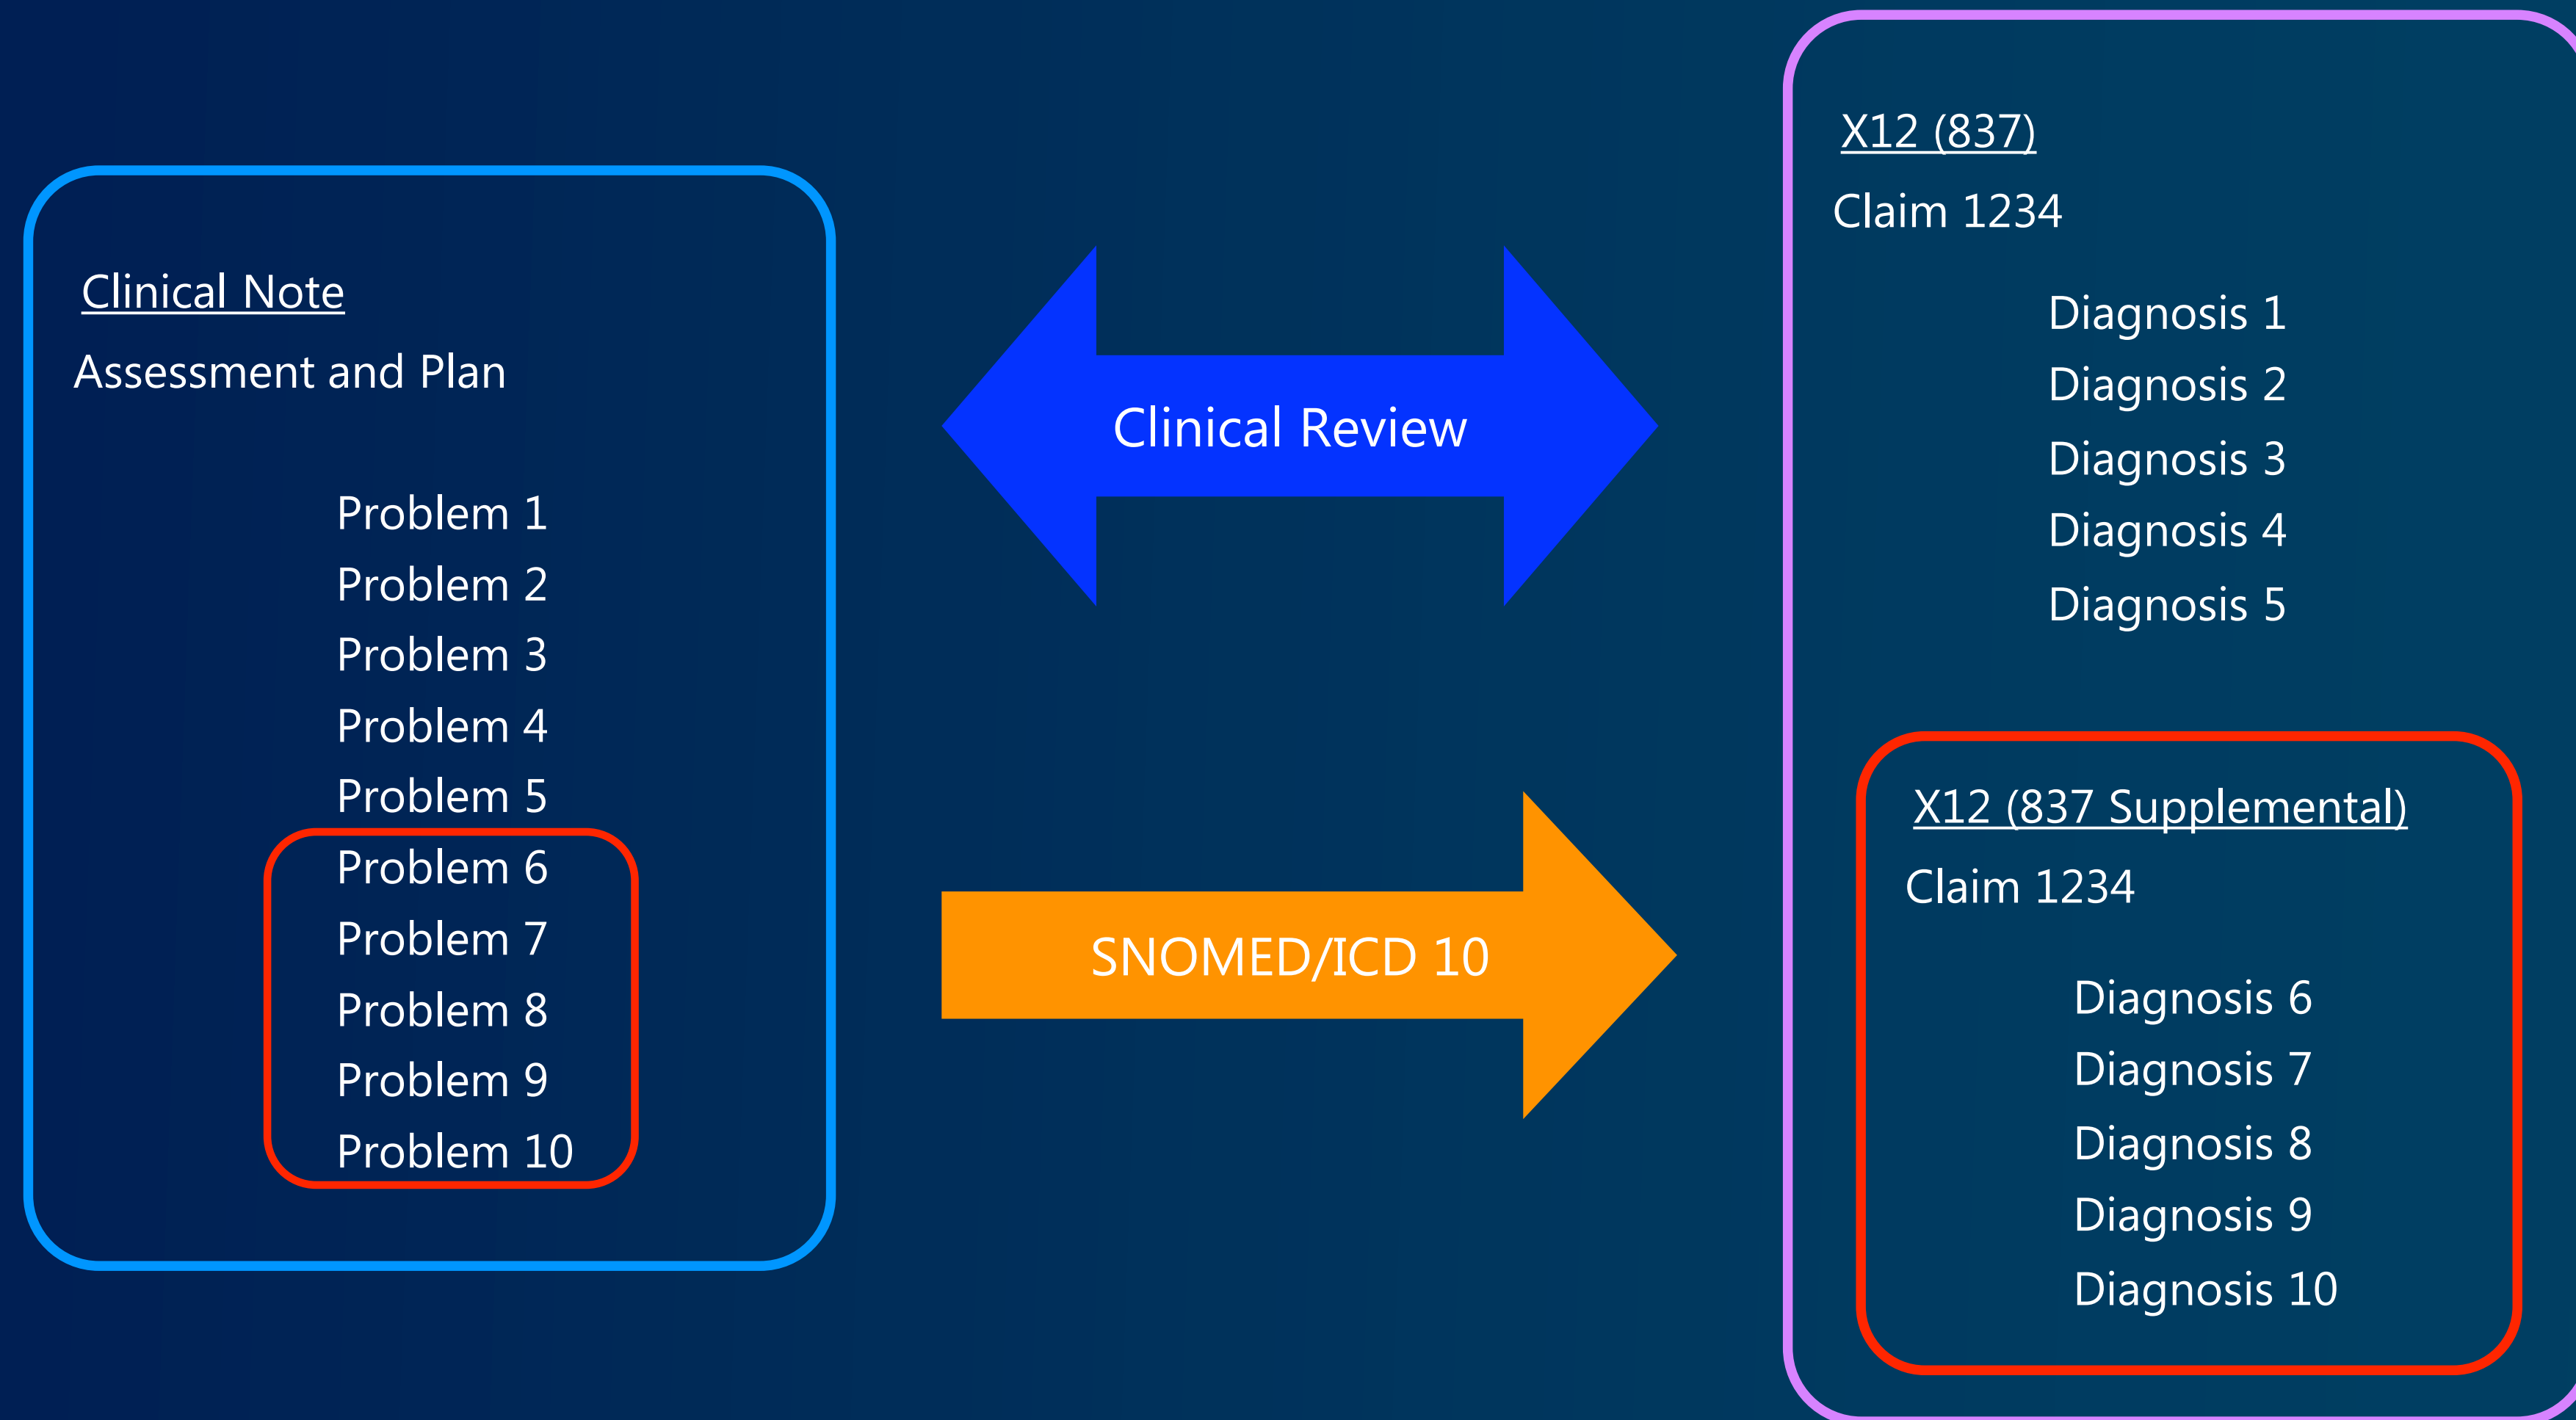 Clinical Note
Assessment and Plan
Problem 1
Problem 2
Problem 3
Problem 4
Problem 5
Problem 6
Problem 7
Problem 8
Problem 9
Problem 10
Clinical Review
SNOMED/ICD 10
X12 (837)
Claim 1234
Diagnosis 1
Diagnosis 2
Diagnosis 3
Diagnosis 4
Diagnosis 5
X12 (837 Supplemental)
Claim 1234
Diagnosis 6
Diagnosis 7
Diagnosis 8
Diagnosis 9
Diagnosis 10